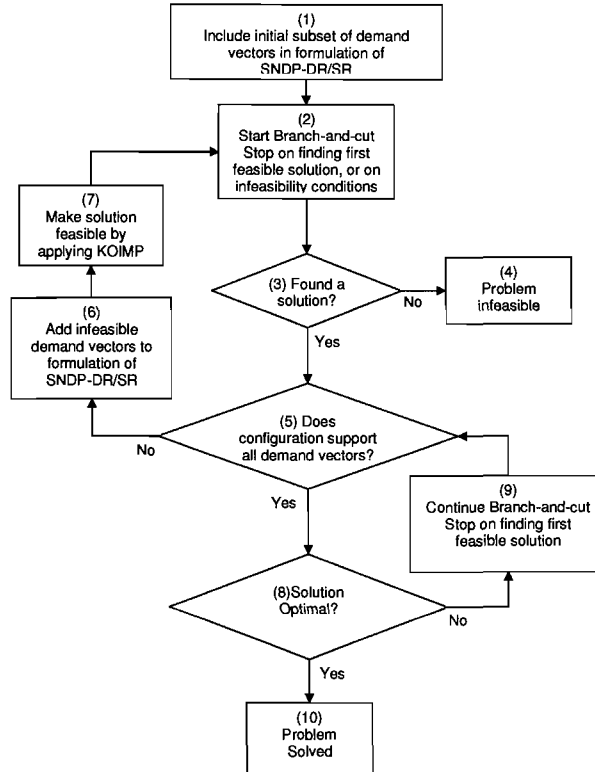 (1)
Include initial subset of demand
vectors in formulation of
SNDP-DR/SR
(2)
Start Branch-and-cut
Stop on finding first
feasible solution, or on
infeasibility conditions
(7)
Make solution
feasible by
applying KOIMP
(3) Found a
solution?
No
(4)
Problem
infeasible
(6)
Add infeasible
demand vectors to
formulation of
SNDP-DR/SR
Yes
(5) Does
configuration support
all demand vectors?
No
Yes
(9)
Continue Branch-and-cut
Stop on finding first
feasible solution
(8)Solution
Optimal?
No
Yes
(10)
Problem
Solved